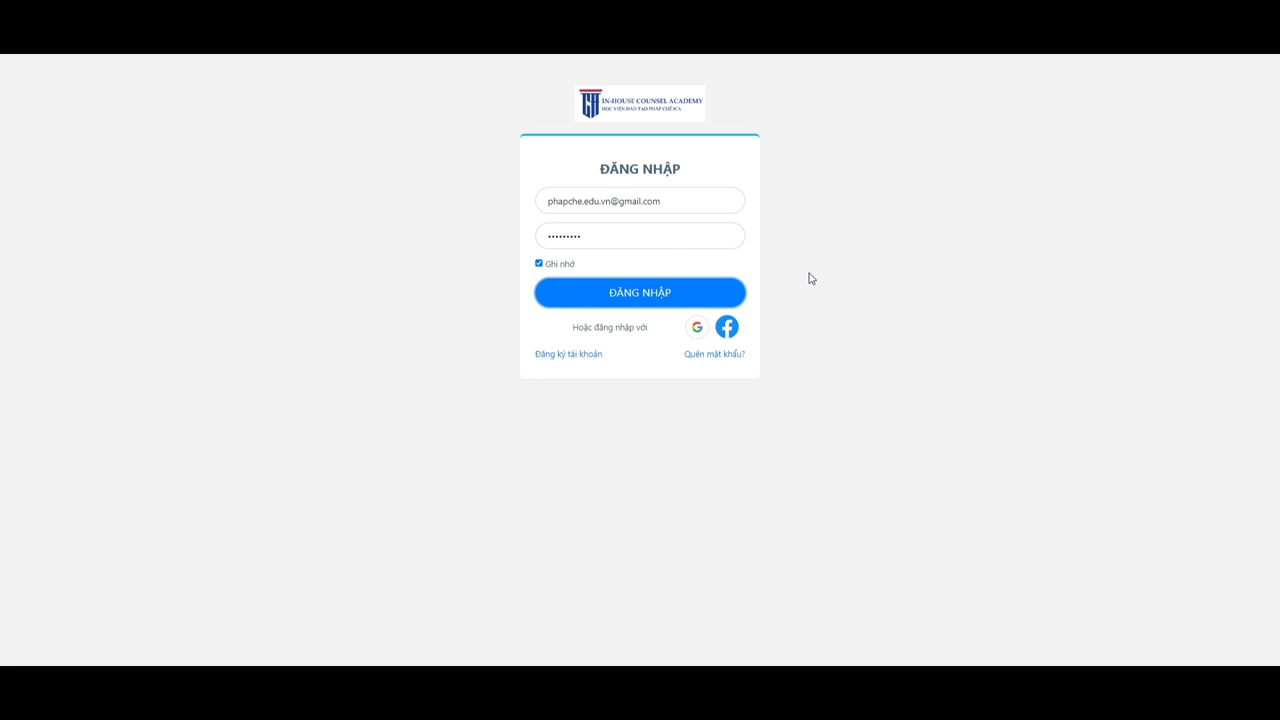 IN-HOUSE COUNSEL ACADEMY
HỌC VIỆN ĐÀO TẠO PHÁP CHẾ ICA
ĐĂNG NHẬP
phapche.edu.vn@gmail.com
•••••••••
Ghi nhớ
ĐĂNG NHẬP
Hoặc đăng nhập với
Đăng ký tài khoản
Quên mật khẩu?